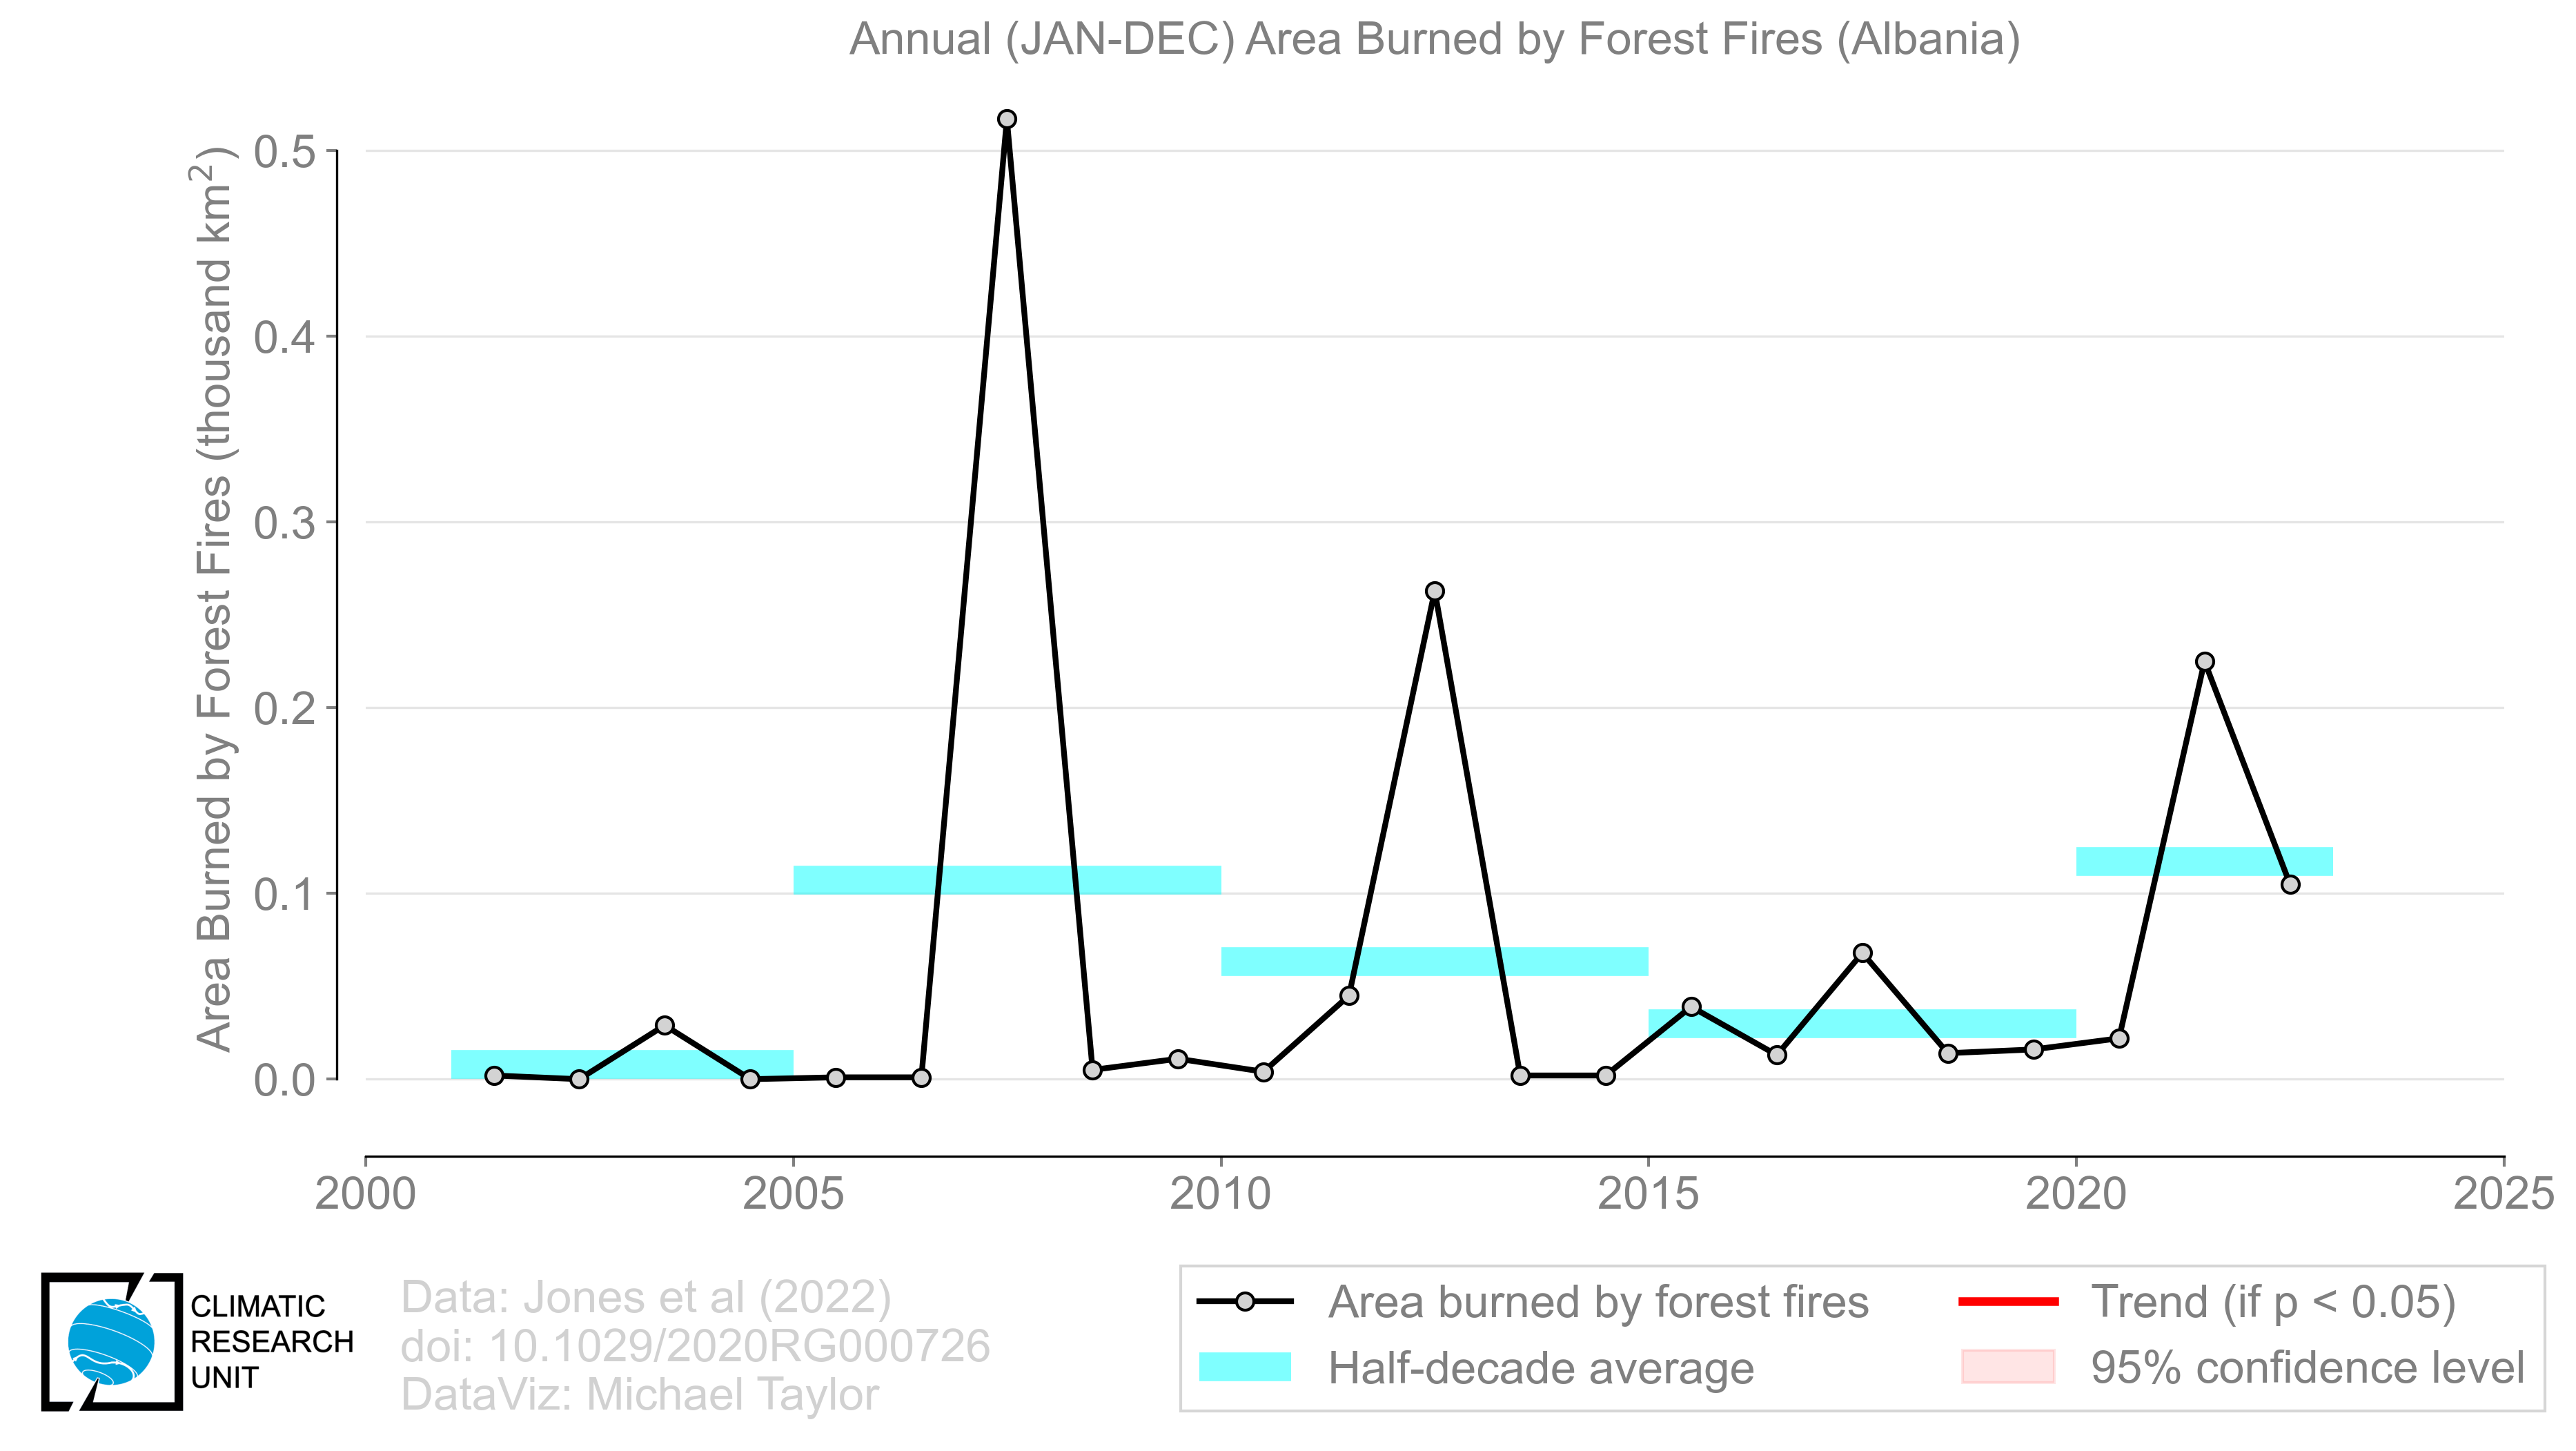 Annual (JAN-DEC) Area Burned by Forest Fires (Albania)
Area Burned by Forest Fires (thousand km²)
0.5
0.4
0.3
0.2
0.1
0.0
2000 2005 2010 2015 2020 2025
CLIMATIC
RESEARCH
UNIT
Data: Jones et al (2022)
doi: 10.1029/2020RG000726
DataViz: Michael Taylor
Area burned by forest fires
Half-decade average
Trend (if p < 0.05)
95% confidence level